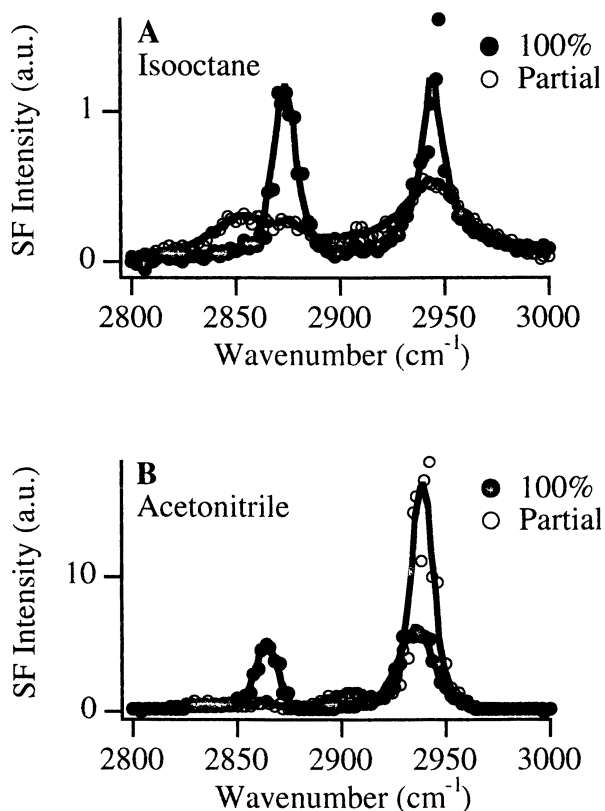 A
Isooctane
100%
Partial
SF Intensity (a.u.)
1
0
2800 2850 2900 2950 3000
Wavenumber (cm-1)
B
Acetonitrile
100%
Partial
SF Intensity (a.u.)
10
0
2800 2850 2900 2950 3000
Wavenumber (cm-1)